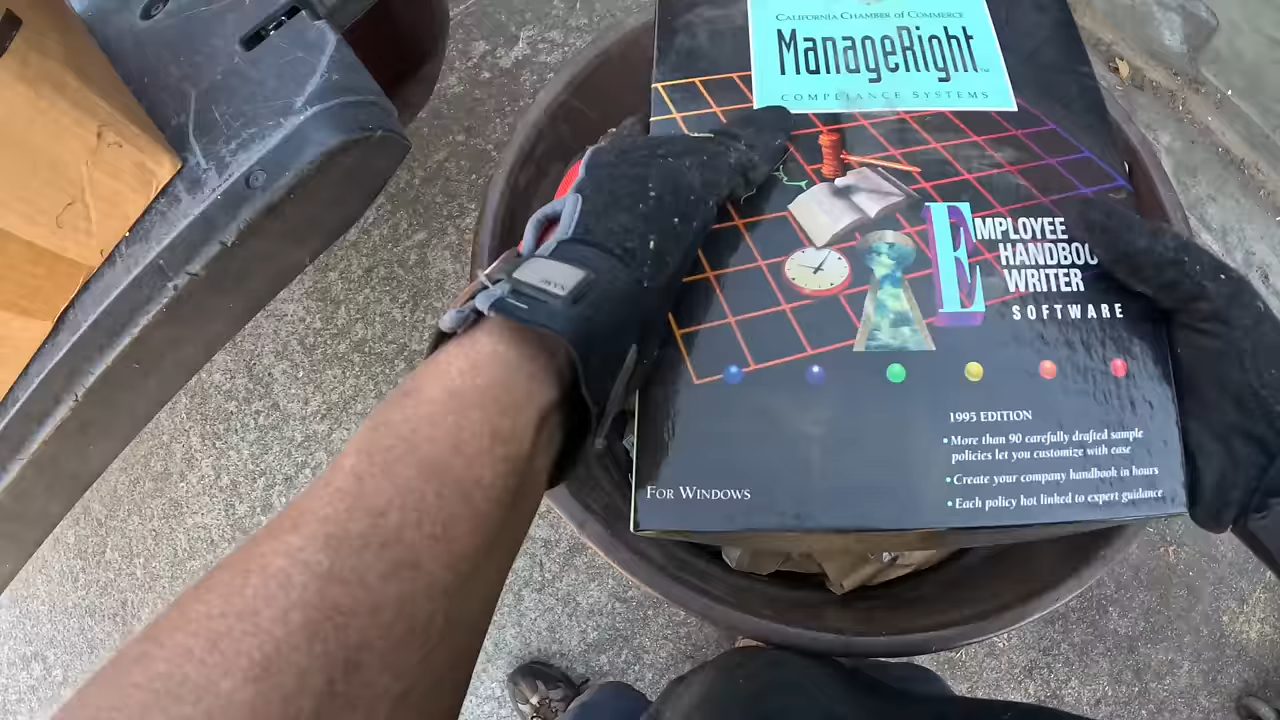 CALIFORNIA CHAMBER of COMMERCE
ManageRight™
COMPLIANCE SYSTEMS
EMPLOYEE
HANDBOO
WRITER
SOFTWARE
1995 EDITION
• More than 90 carefully drafted sample
policies let you customize with ease
• Create your company handbook in hours
• Each policy hot linked to expert guidance
FOR WINDOWS